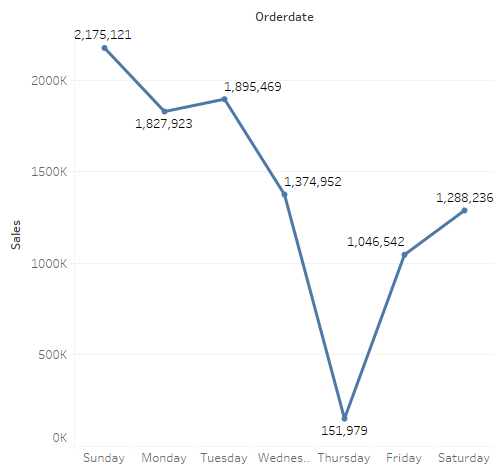 Orderdate
2,175,121
2000K
1,895,469
1,827,923
1500K
1,374,952
1,288,236
Sales
1,046,542
1000K
500K
151,979
0K
Sunday Monday Tuesday Wednes.. Thursday Friday Saturday